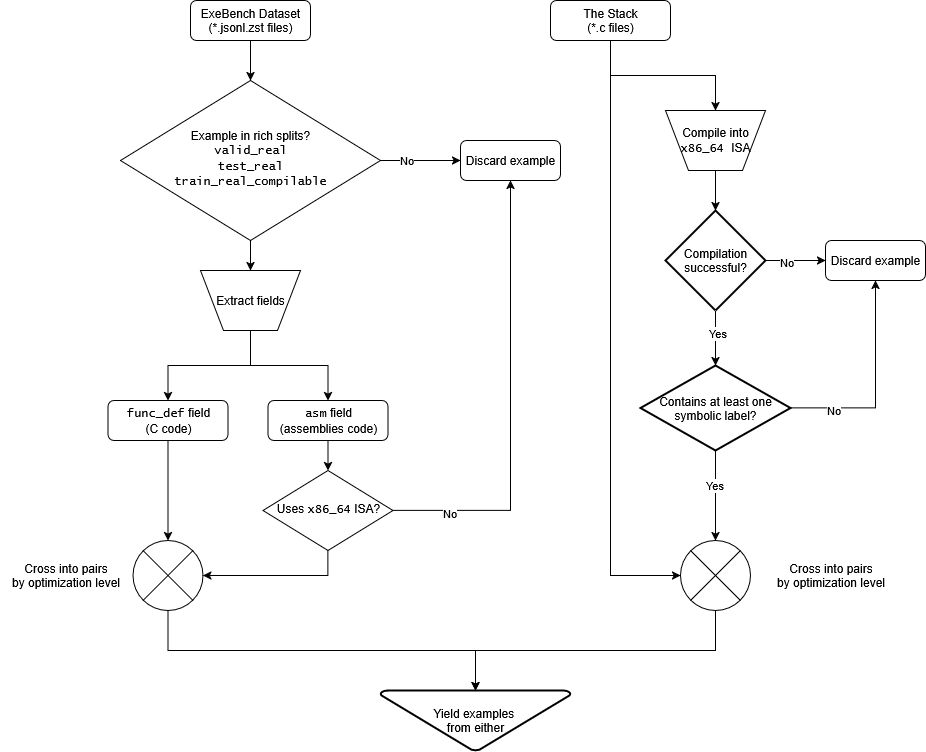 ExeBench Dataset
(*.jsonl.zst files)
The Stack
(*.c files)
Example in rich splits?
valid_real
test_real
train_real_compilable
No
Discard example
Compile into
x86_64 ISA
Compilation
successful?
No
Discard example
Extract fields
Yes
func_def field
(C code)
asm field
(assemblies code)
Contains at least one
symbolic label?
No
Uses x86_64 ISA?
No
Yes
Cross into pairs
by optimization level
Cross into pairs
by optimization level
Yield examples
from either